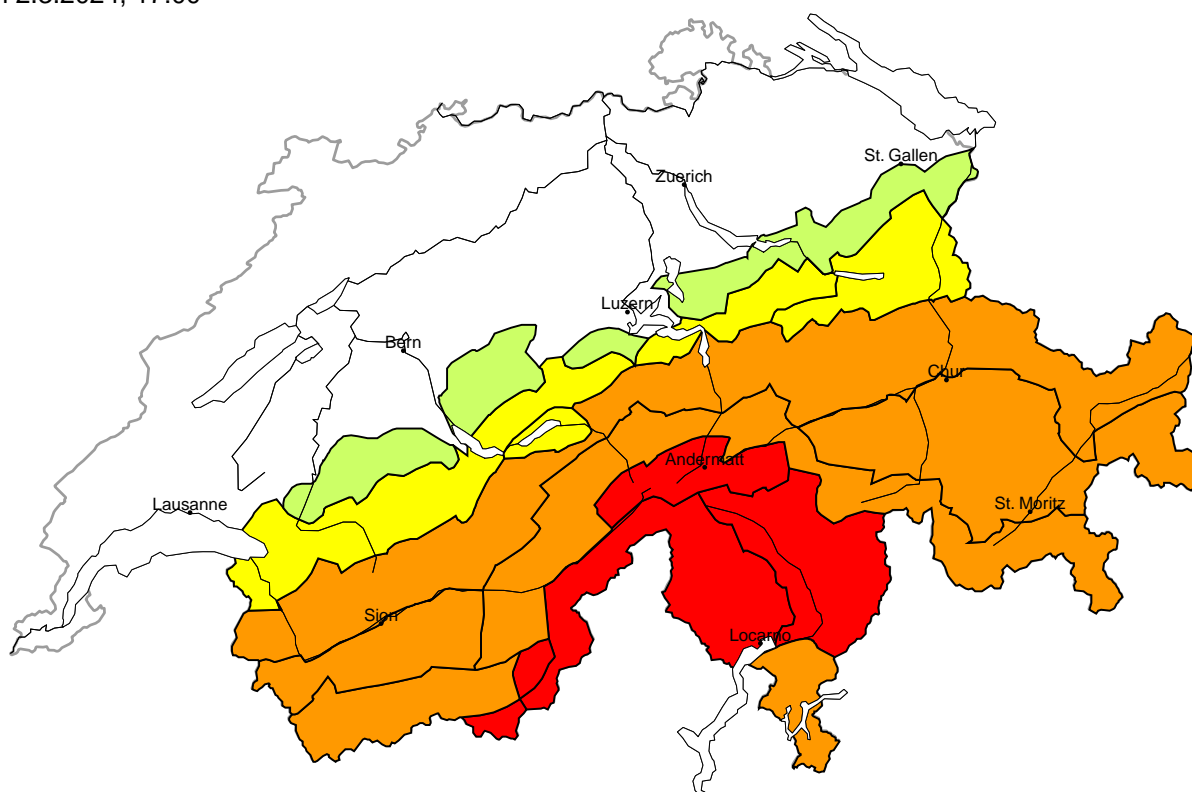 St. Gallen
Zuerich
Luzern
Bern
Chur
Andermatt
Lausanne
St. Moritz
Sion
Locarno